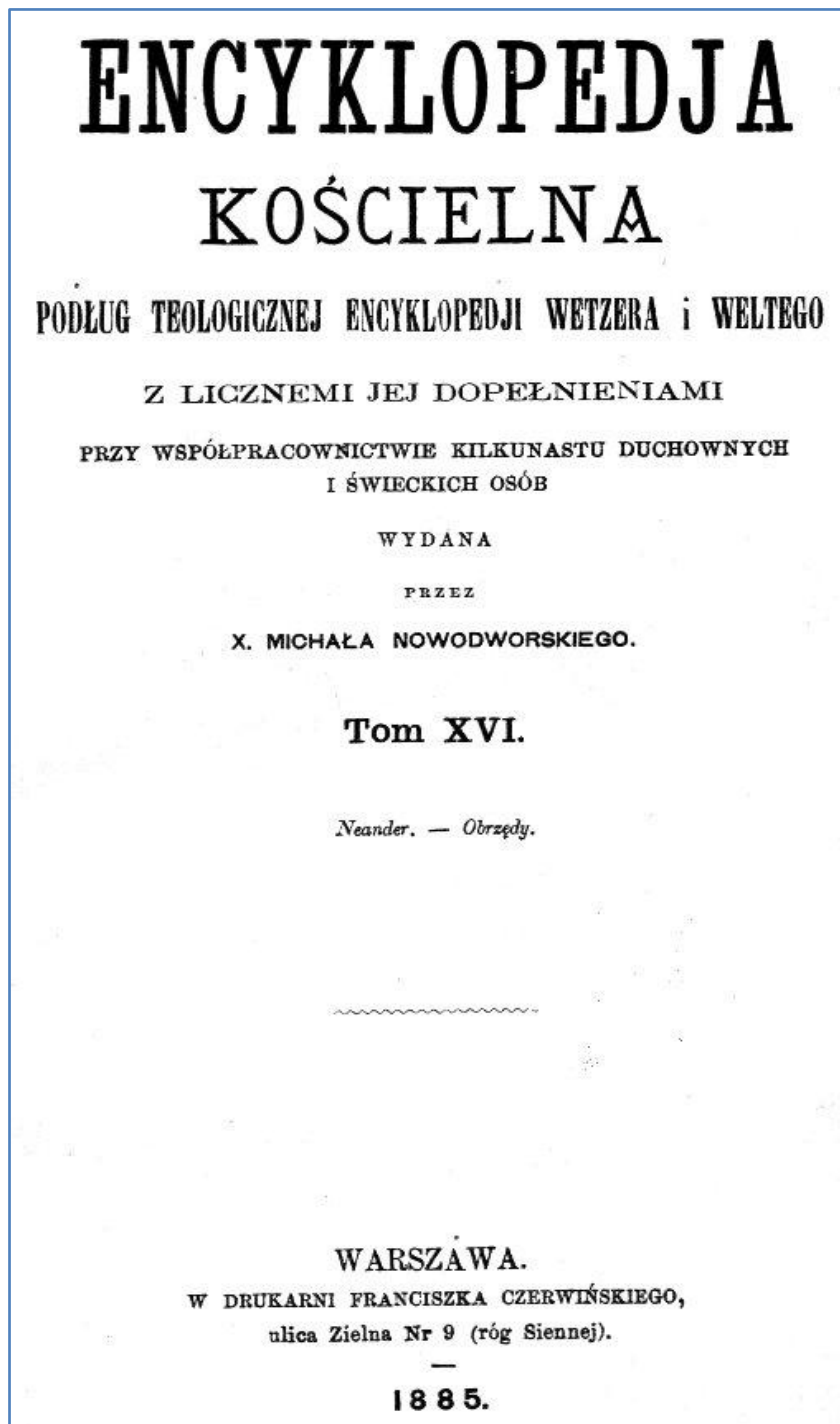 ENCYKLOPEDJA
KOŚCIELNA
PODŁUG TEOLOGICZNEJ ENCYKLOPEDJI WETZERA i WELTEGO
Z LICZNEMI JEJ DOPEŁNIENIAMI
PRZY WSPÓŁPRACOWNICTWIE KILKUNASTU DUCHOWNYCH
I ŚWIECKICH OSÓB
WYDANA
PRZEZ
X. MICHAŁA NOWODWORSKIEGO.
Tom XVI.
Neander. — Obrzędy.
WARSZAWA.
W DRUKARNI FRANCISZKA CZERWIŃSKIEGO,
ulica Zielna Nr 9 (róg Siennej).
—
1885.